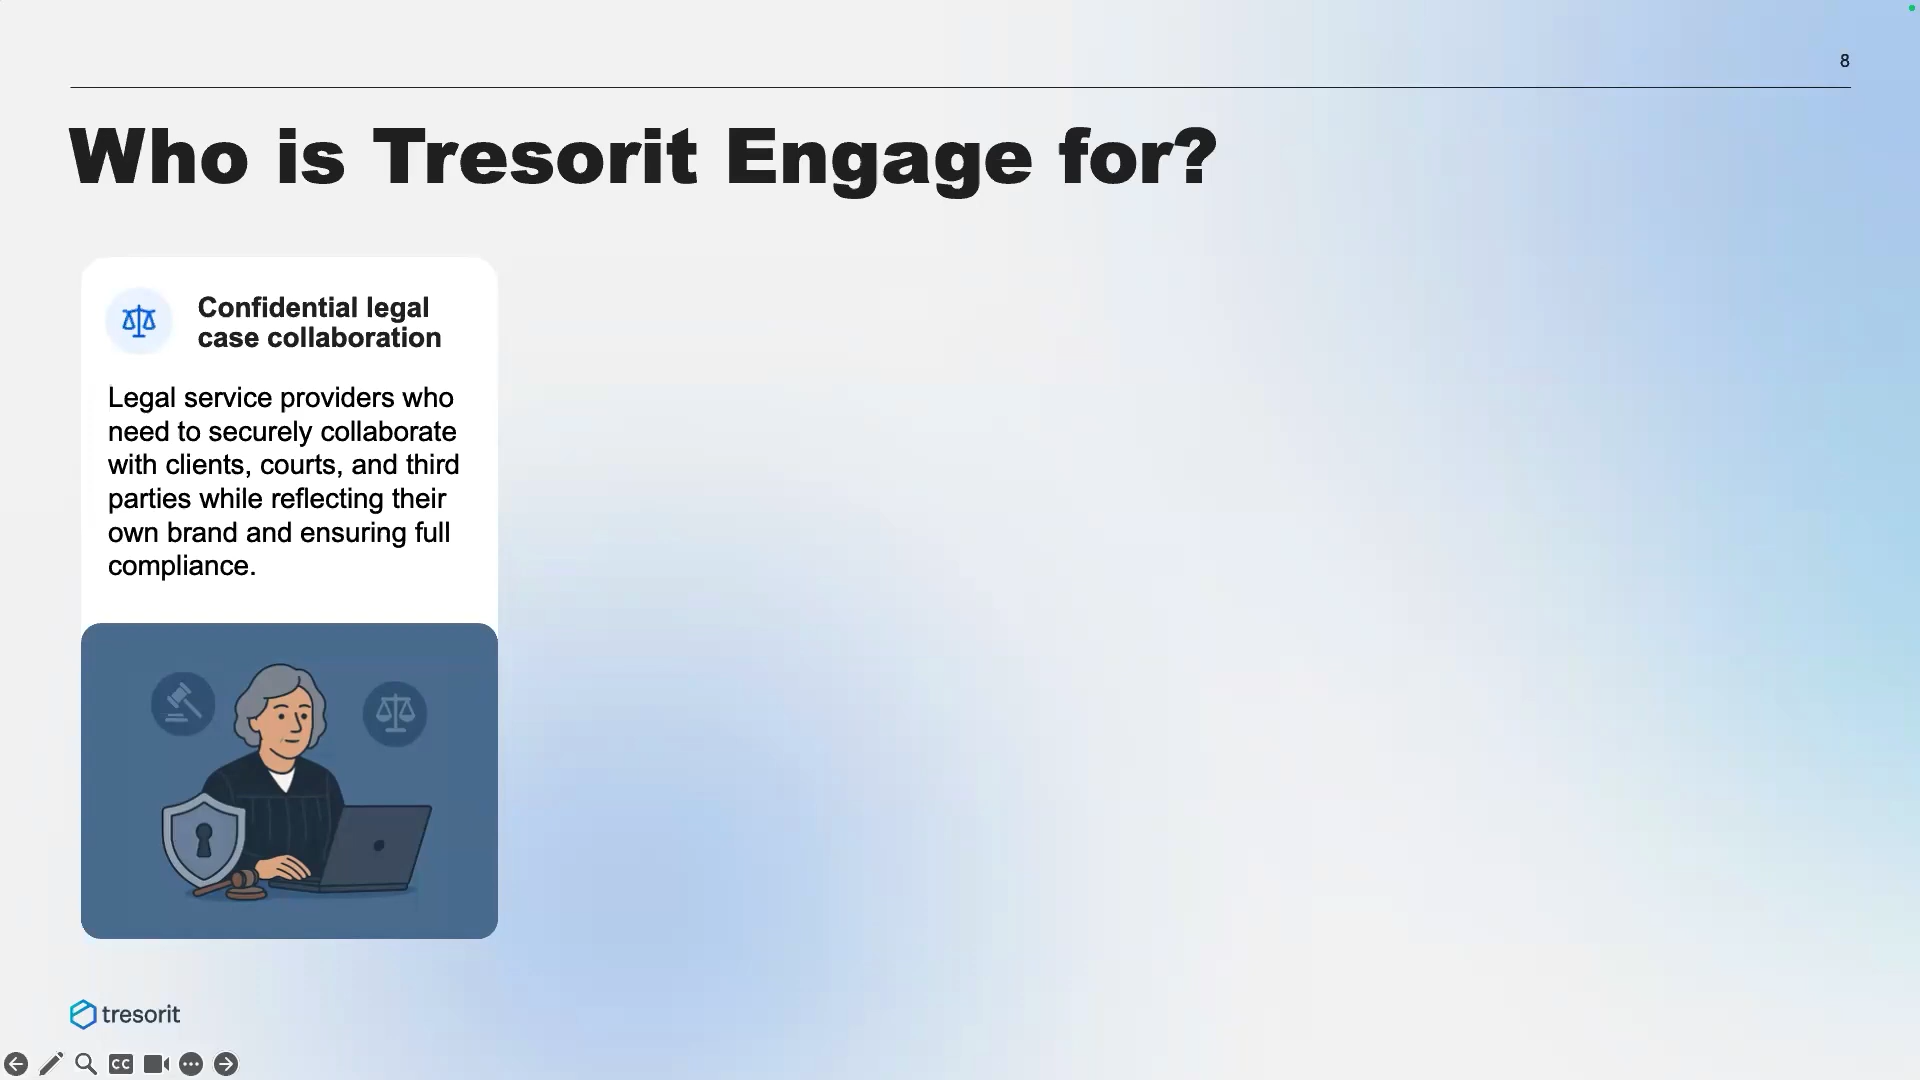 8
Who is Tresorit Engage for?
Confidential legal
case collaboration
Legal service providers who
need to securely collaborate
with clients, courts, and third
parties while reflecting their
own brand and ensuring full
compliance.
tresorit
CC